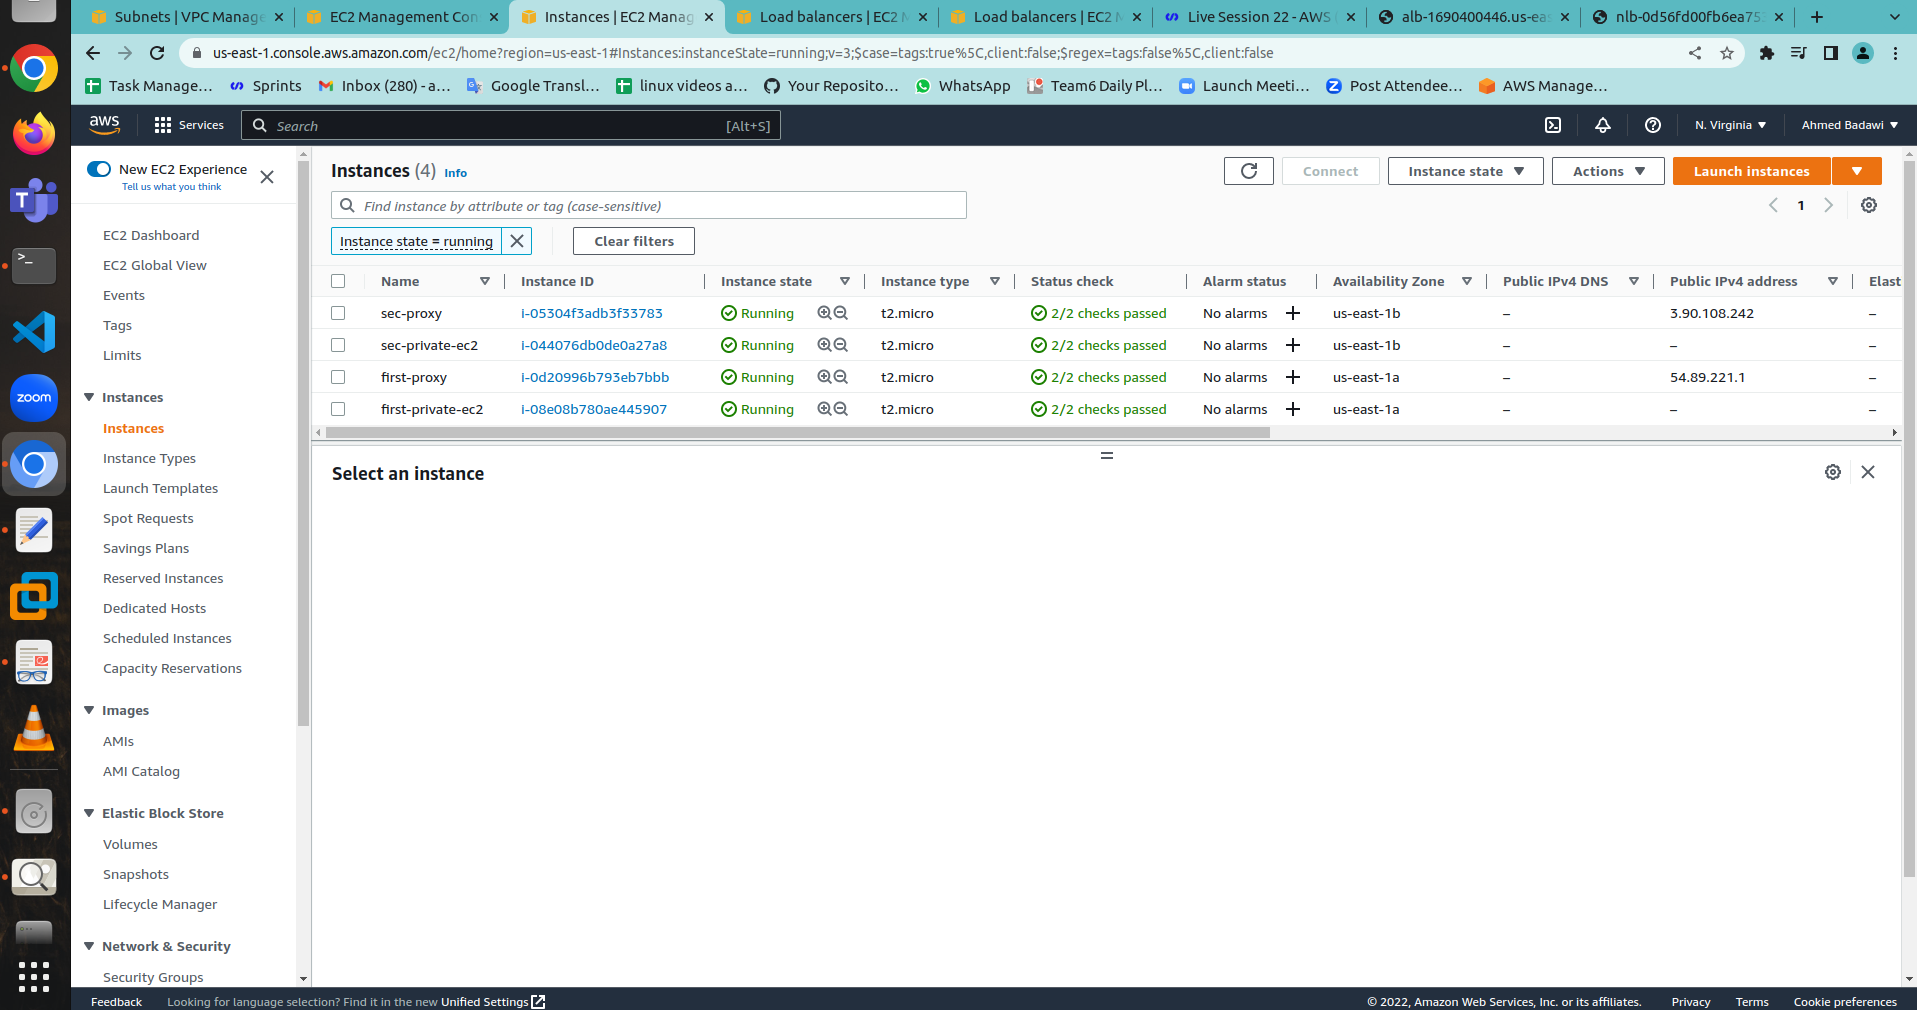 Subnets | VPC Manage
EC2 Management Con
Instances | EC2 Manag
Load balancers | EC2 M
Load balancers | EC2 M
Live Session 22 - AWS
alb-1690400446.us-eas
nlb-0d56fd00fb6ea753
us-east-1.console.aws.amazon.com/ec2/home?region=us-east-1#Instances:instanceState=running;v=3;$case=tags:true%5C,client:false;$regex=tags:false%5C,client:false
Task Manage... Sprints Inbox (280) - a... Google Transl... linux videos a... Your Reposito... WhatsApp Team6 Daily Pl... Launch Meeti... Post Attendee... AWS Manage...
aws Services Search [Alt+S] N. Virginia Ahmed Badawi
New EC2 Experience
Tell us what you think
EC2 Dashboard
EC2 Global View
Events
Tags
Limits
Instances
Instances
Instance Types
Launch Templates
Spot Requests
Savings Plans
Reserved Instances
Dedicated Hosts
Scheduled Instances
Capacity Reservations
Images
AMIs
AMI Catalog
Elastic Block Store
Volumes
Snapshots
Lifecycle Manager
Network & Security
Security Groups
Instances (4) Info
Connect Instance state Actions Launch instances
Find instance by attribute or tag (case-sensitive)
1
Instance state = running Clear filters
Name Instance ID Instance state Instance type Status check Alarm status Availability Zone Public IPv4 DNS Public IPv4 address Elast
sec-proxy i-05304f3adb3f33783 Running t2.micro 2/2 checks passed No alarms + us-east-1b – 3.90.108.242 –
sec-private-ec2 i-044076db0de0a27a8 Running t2.micro 2/2 checks passed No alarms + us-east-1b – – –
first-proxy i-0d20996b793eb7bbb Running t2.micro 2/2 checks passed No alarms + us-east-1a – 54.89.221.1 –
first-private-ec2 i-08e08b780ae445907 Running t2.micro 2/2 checks passed No alarms + us-east-1a – – –
Select an instance
T
>_
zoom
Feedback Looking for language selection? Find it in the new Unified Settings © 2022, Amazon Web Services, Inc. or its affiliates. Privacy Terms Cookie preferences